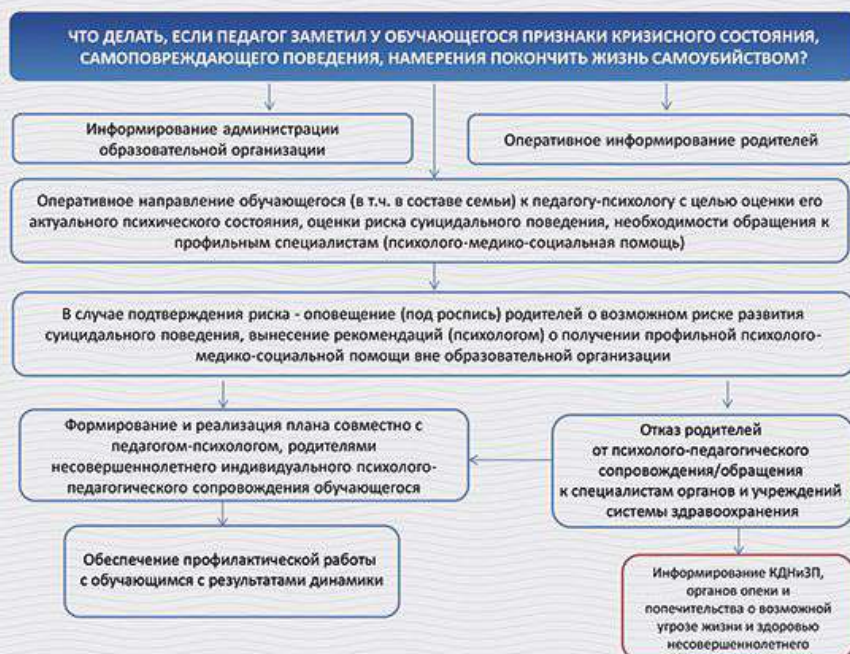 ЧТО ДЕЛАТЬ, ЕСЛИ ПЕДАГОГ ЗАМЕТИЛ У ОБУЧАЮЩЕГОСЯ ПРИЗНАКИ КРИЗИСНОГО СОСТОЯНИЯ,
САМОПОВРЕЖДАЮЩЕГО ПОВЕДЕНИЯ, НАМЕРЕНИЯ ПОКОНЧИТЬ ЖИЗНЬ САМОУБИЙСТВОМ?
Информирование администрации
образовательной организации
Оперативное информирование родителей
Оперативное направление обучающегося (в т.ч. в составе семьи) к педагогу-психологу с целью оценки его
актуального психического состояния, оценки риска суицидального поведения, необходимости обращения к
профильным специалистам (психолого-медико-социальная помощь)
В случае подтверждения риска - оповещение (под роспись) родителей о возможном риске развития
суицидального поведения, вынесение рекомендаций (психологом) о получении профильной психолого-
медико-социальной помощи вне образовательной организации
Формирование и реализация плана совместно с
педагогом-психологом, родителями
несовершеннолетнего индивидуального психолого-
педагогического сопровождения обучающегося
Отказ родителей
от психолого-педагогического
сопровождения/обращения
к специалистам органов и учреждений
системы здравоохранения
Обеспечение профилактической работы
с обучающимся с результатами динамики
Информирование КДНиЗП,
органов опеки и
попечительства о возможной
угрозе жизни и здоровью
несовершеннолетнего